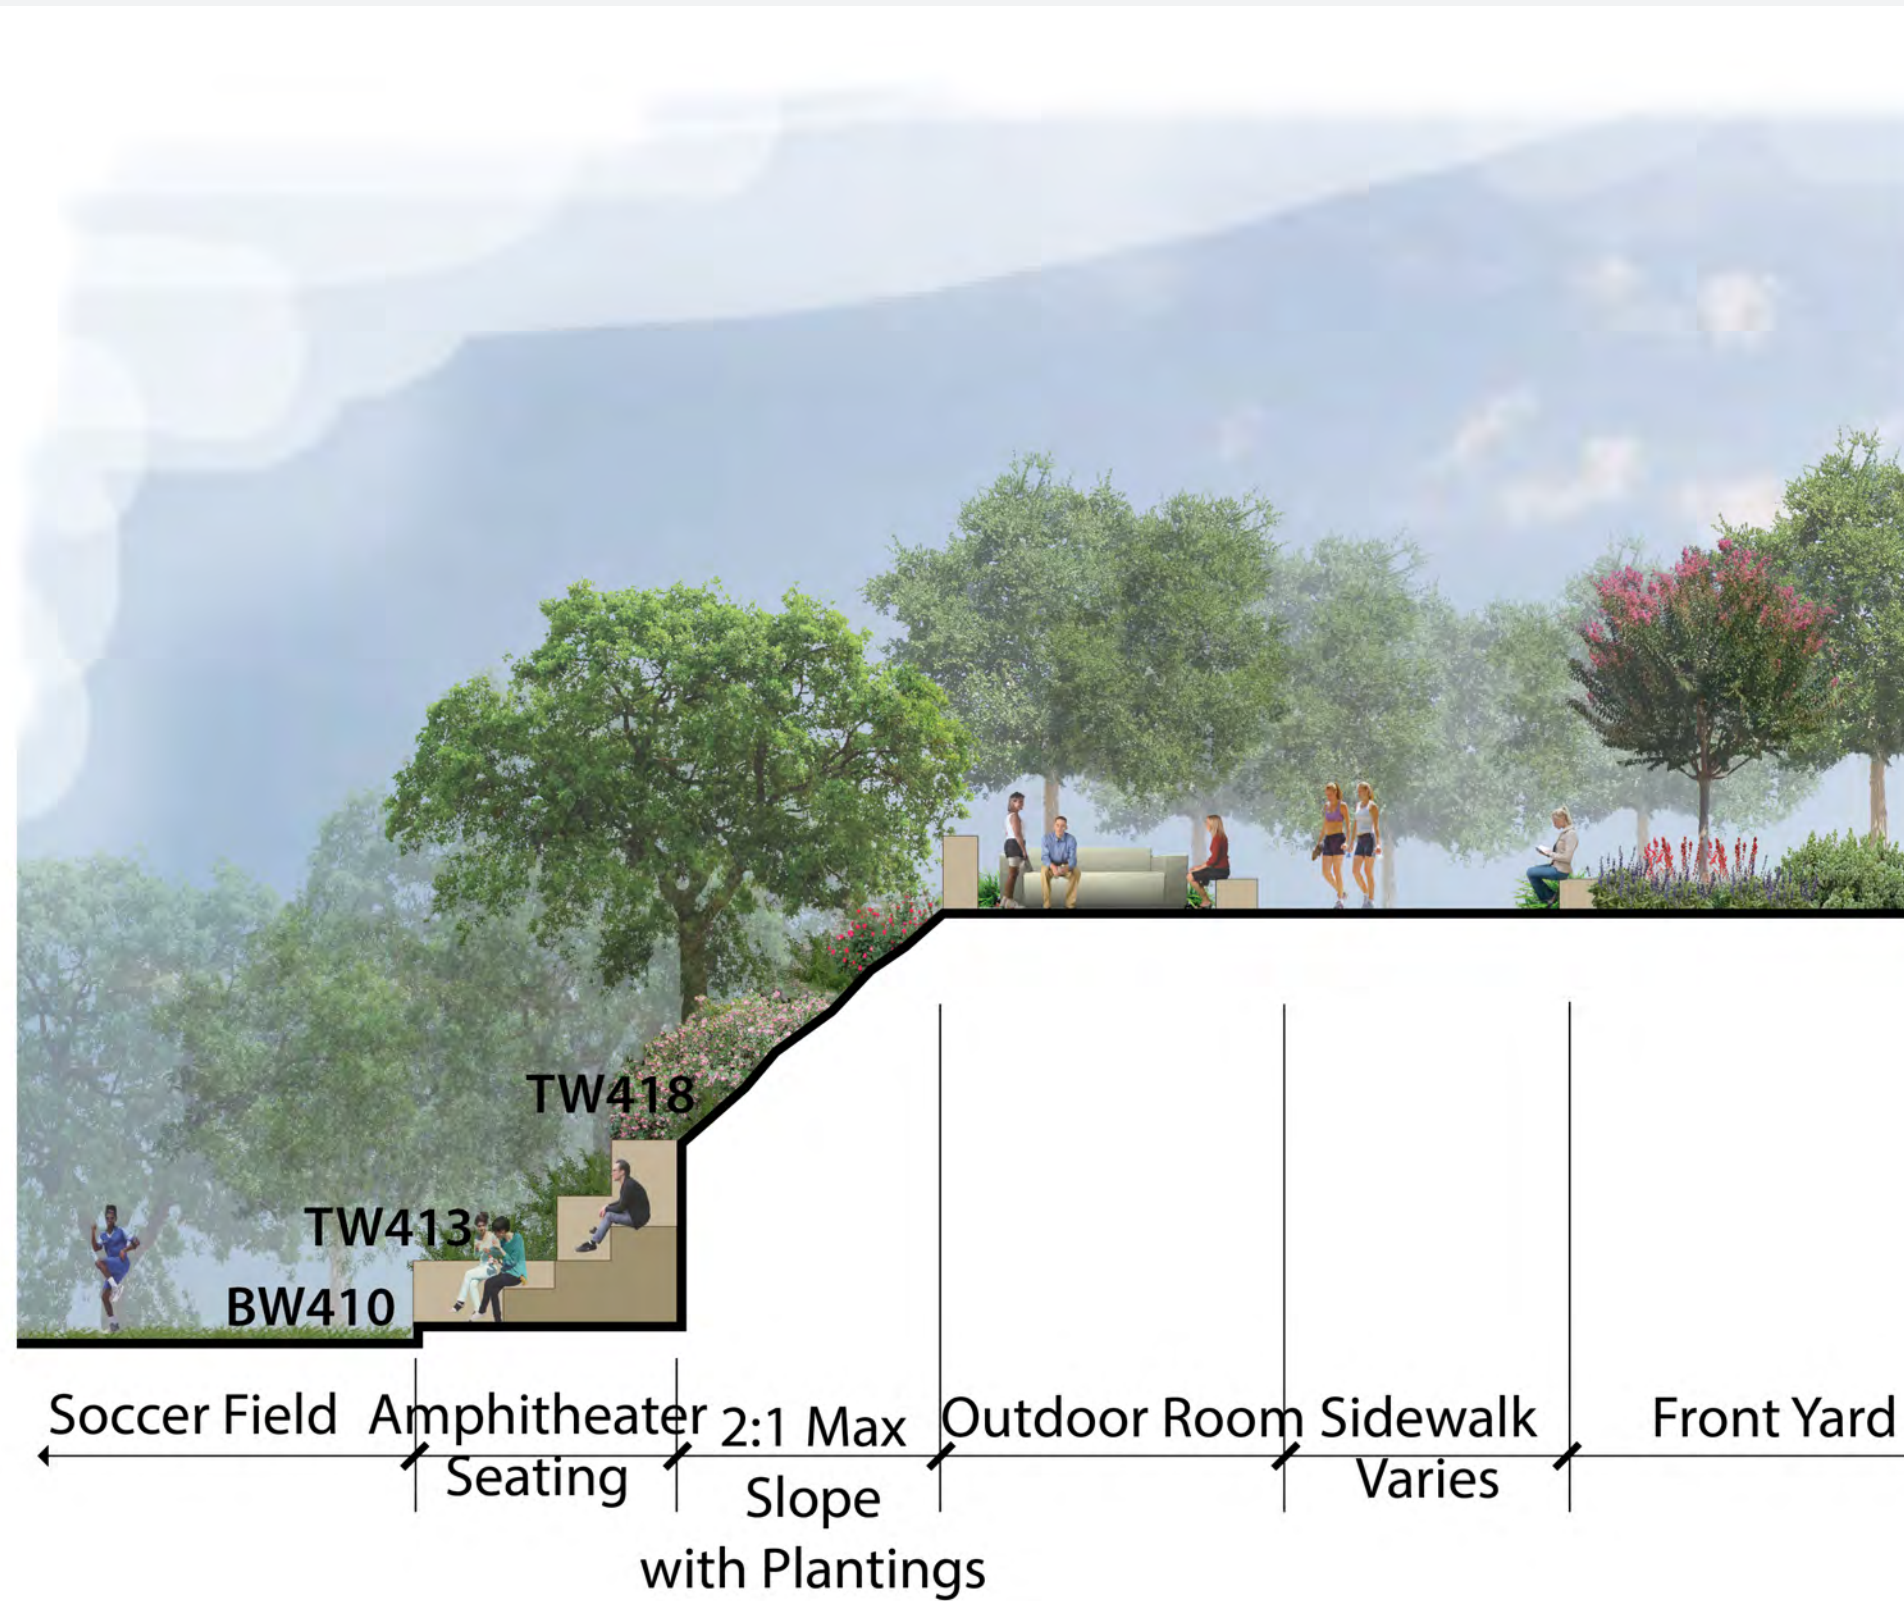 TW418
TW413
BW410
Soccer Field
Amphitheater
Seating
2:1 Max
Slope
with Plantings
Outdoor Room
Sidewalk
Varies
Front Yard